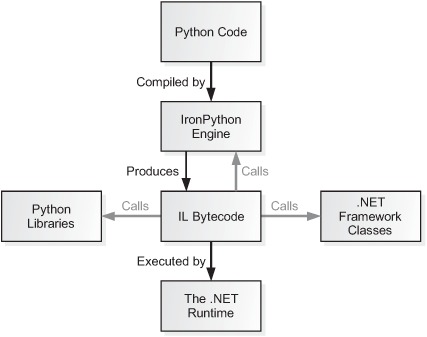 Python Code
Compiled by
IronPython
Engine
Produces
Calls
Python
Libraries
Calls
IL Bytecode
Calls
.NET
Framework
Classes
Executed by
The .NET
Runtime